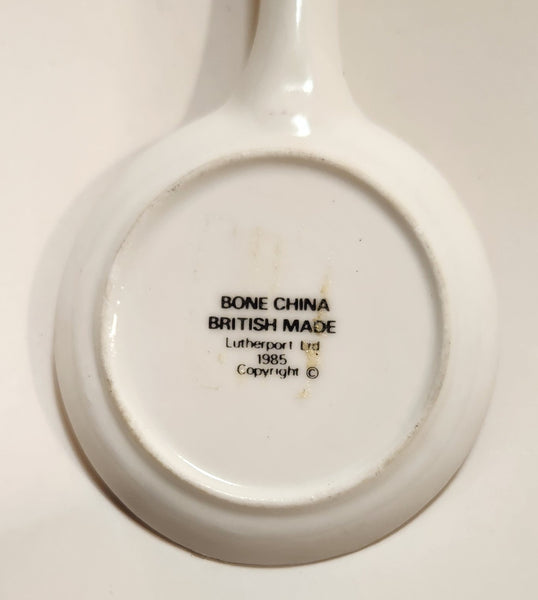 BONE CHINA
BRITISH MADE
Lutherport Ltd
1985
Copyright ©